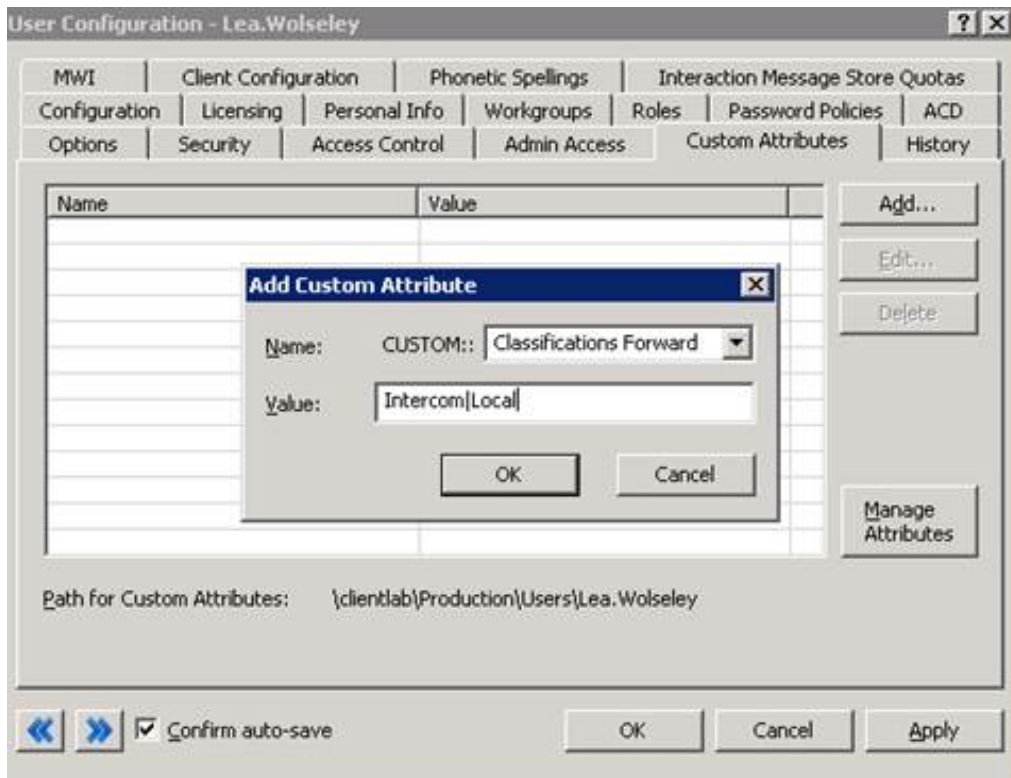 User Configuration - Lea.Wolseley
MWI Client Configuration Phonetic Spellings Interaction Message Store Quotas
Configuration Licensing Personal Info Workgroups Roles Password Policies ACD
Options Security Access Control Admin Access Custom Attributes History
Name Value
Add...
Edit...
Delete
Add Custom Attribute
Name: CUSTOM:: Classifications Forward
Value: Intercom|Local
OK Cancel
Manage
Attributes
Path for Custom Attributes: \clientlab\Production\Users\Lea.Wolseley
Confirm auto-save OK Cancel Apply